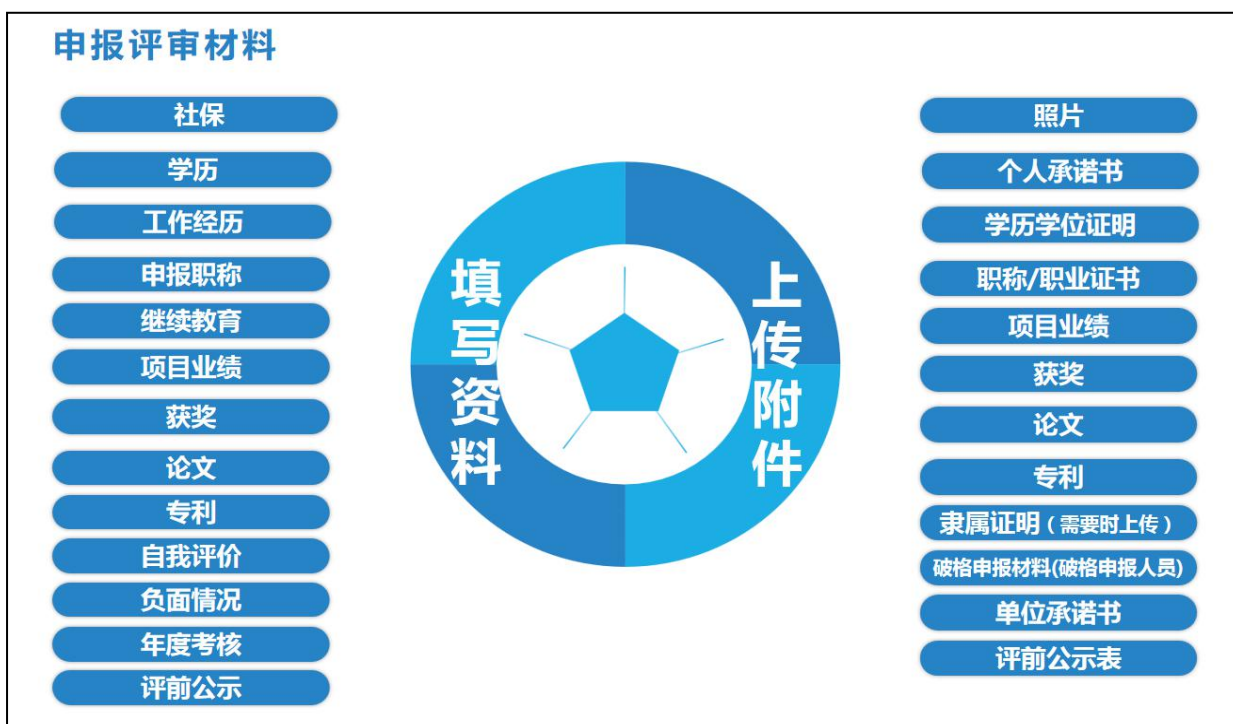 申报评审材料
社保
学历
工作经历
申报职称
继续教育
项目业绩
获奖
论文
专利
自我评价
负面情况
年度考核
评前公示
填写资料
上传附件
照片
个人承诺书
学历学位证明
职称/职业证书
项目业绩
获奖
论文
专利
隶属证明（需要时上传）
破格申报材料(破格申报人员)
单位承诺书
评前公示表